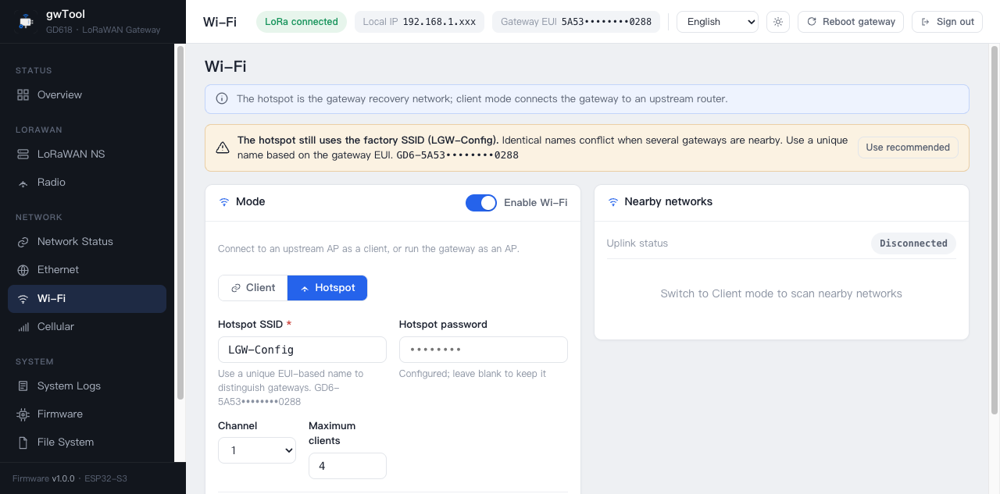 gwTool
GD618 · LoRaWAN Gateway
Wi-Fi
LoRa connected
Local IP 192.168.1.xxx
Gateway EUI 5A53••••••••0288
English
Reboot gateway
Sign out
STATUS
Overview
LORAWAN
LoRaWAN NS
Radio
NETWORK
Network Status
Ethernet
Wi-Fi
Cellular
SYSTEM
System Logs
Firmware
File System
Firmware v1.0.0 · ESP32-S3
Wi-Fi
The hotspot is the gateway recovery network; client mode connects the gateway to an upstream router.
The hotspot still uses the factory SSID (LGW-Config). Identical names conflict when several gateways are nearby. Use a unique
name based on the gateway EUI. GD6-5A53••••••••0288
Use recommended
Mode
Enable Wi-Fi
Connect to an upstream AP as a client, or run the gateway as an AP.
Client
Hotspot
Hotspot SSID *
LGW-Config
Use a unique EUI-based name to
distinguish gateways. GD6-
5A53••••••••0288
Hotspot password
••••••••
Configured; leave blank to keep it
Channel
1
Maximum
clients
4
Nearby networks
Uplink status
Disconnected
Switch to Client mode to scan nearby networks